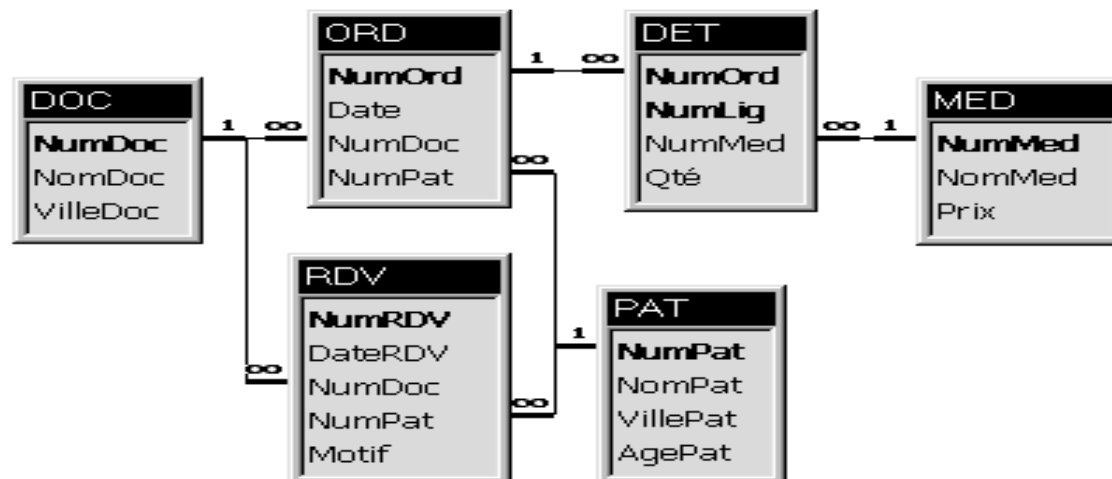 DOC
NumDoc
NomDoc
VilleDoc
1
∞
ORD
NumOrd
Date
NumDoc
NumPat
1
∞
∞
DET
NumOrd
NumLig
NumMed
Qté
∞
1
MED
NumMed
NomMed
Prix
RDV
NumRDV
DateRDV
NumDoc
NumPat
Motif
∞
∞
1
PAT
NumPat
NomPat
VillePat
AgePat